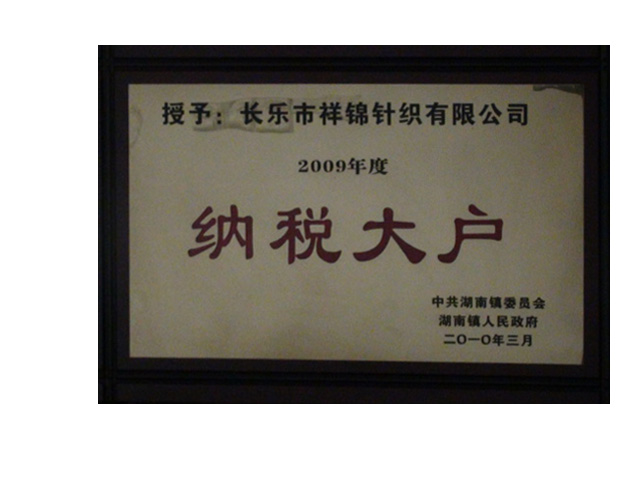 授予：长乐市祥锦针织有限公司
2009年度
纳税大户
中共湖南镇委员会
湖南镇人民政府
二〇一〇年三月